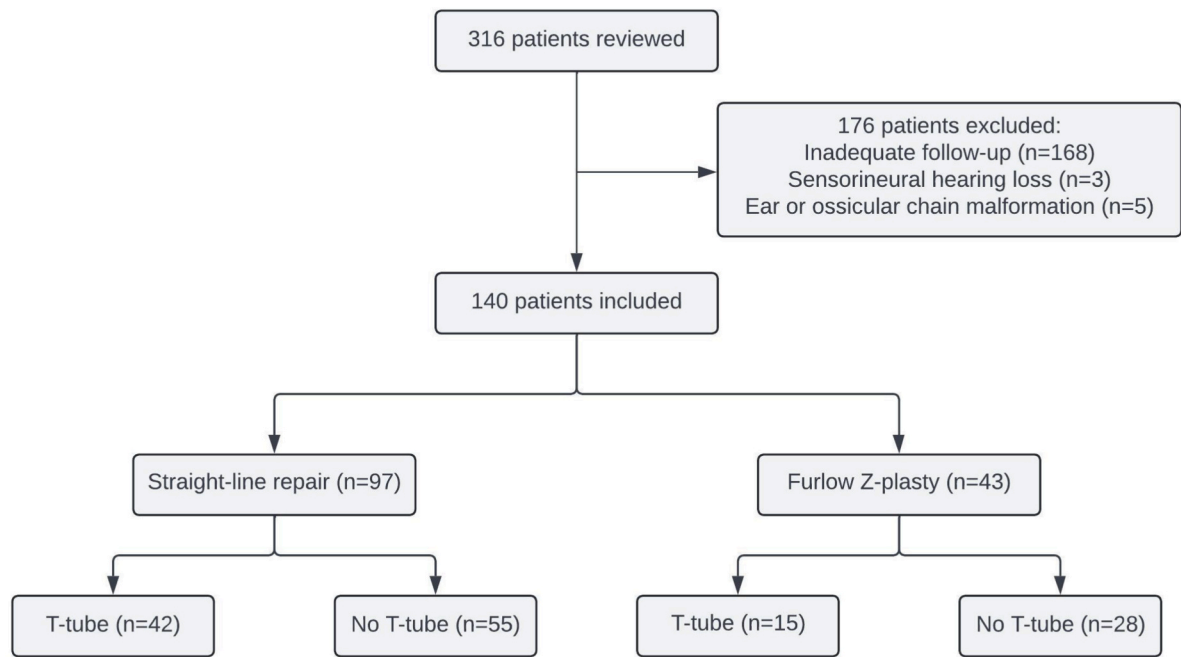 316 patients reviewed
176 patients excluded:
Inadequate follow-up (n=168)
Sensorineural hearing loss (n=3)
Ear or ossicular chain malformation (n=5)
140 patients included
Straight-line repair (n=97)
Furlow Z-plasty (n=43)
T-tube (n=42)
No T-tube (n=55)
T-tube (n=15)
No T-tube (n=28)